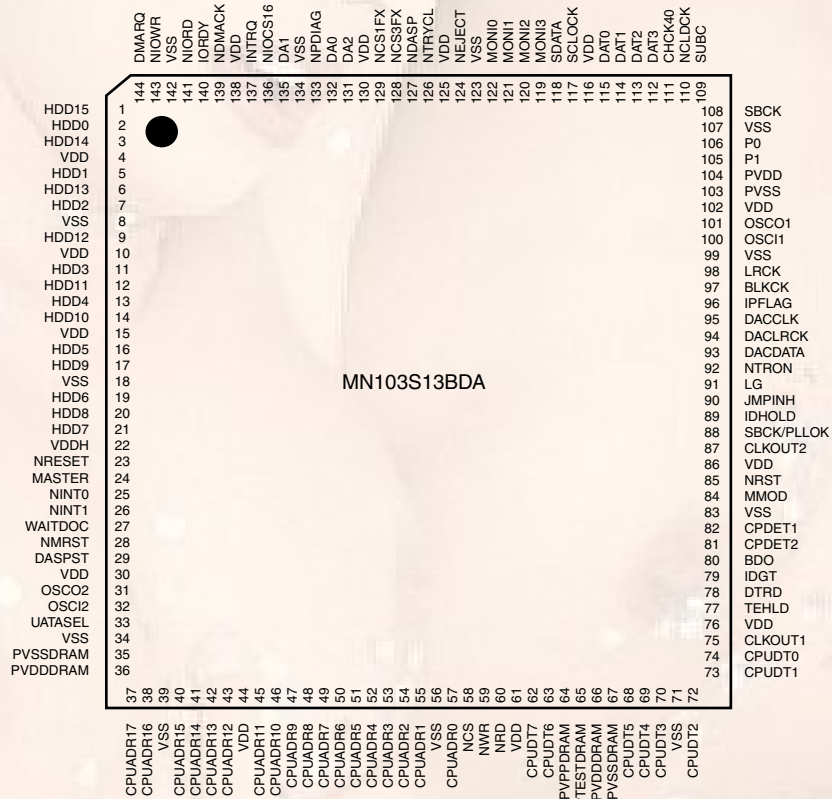 DMARQ
NIOWR
VSS
NIORD
IORDY
NDMACK
VDD
NTRQ
NIOCS16
DA1
VSS
NPDIAG
DA0
DA2
VDD
NCS1FX
NCS3FX
NDASP
NTRYCL
VDD
NEJECT
VSS
MONI0
MONI1
MONI2
MONI3
SDATA
SCLOCK
VDD
DAT0
DAT1
DAT2
DAT3
CHCK40
NCLDCK
SUBC
144 143 142 141 140 139 138 137 136 135 134 133 132 131 130 129 128 127 126 125 124 123 122 121 120 119 118 117 116 115 114 113 112 111 110 109
HDD15 1
HDD0 2
HDD14 3
VDD 4
HDD1 5
HDD13 6
HDD2 7
VSS 8
HDD12 9
VDD 10
HDD3 11
HDD11 12
HDD4 13
HDD10 14
VDD 15
HDD5 16
HDD9 17
VSS 18
HDD6 19
HDD8 20
HDD7 21
VDDH 22
NRESET 23
MASTER 24
NINT0 25
NINT1 26
WAITDOC 27
NMRST 28
DASPST 29
VDD 30
OSCO2 31
OSCI2 32
UATASEL 33
VSS 34
PVSSDRAM 35
PVDDDRAM 36
MN103S13BDA
108 SBCK
107 VSS
106 P0
105 P1
104 PVDD
103 PVSS
102 VDD
101 OSCO1
100 OSCI1
99 VSS
98 LRCK
97 BLKCK
96 IPFLAG
95 DACCLK
94 DACLRCK
93 DACDATA
92 NTRON
91 LG
90 JMPINH
89 IDHOLD
88 SBCK/PLLOK
87 CLKOUT2
86 VDD
85 NRST
84 MMOD
83 VSS
82 CPDET1
81 CPDET2
80 BDO
79 IDGT
78 DTRD
77 TEHLD
76 VDD
75 CLKOUT1
74 CPUDT0
73 CPUDT1
37 38 39 40 41 42 43 44 45 46 47 48 49 50 51 52 53 54 55 56 57 58 59 60 61 62 63 64 65 66 67 68 69 70 71 72
CPUADR17
CPUADR16
VSS
CPUADR15
CPUADR14
CPUADR13
CPUADR12
VDD
CPUADR11
CPUADR10
CPUADR9
CPUADR8
CPUADR7
CPUADR6
CPUADR5
CPUADR4
CPUADR3
CPUADR2
CPUADR1
VSS
CPUADR0
NCS
NWR
NRD
VDD
CPUDT7
CPUDT6
PVPPDRAM
PTESTDRAM
PVDDDRAM
PVSSDRAM
CPUDT5
CPUDT4
CPUDT3
VSS
CPUDT2